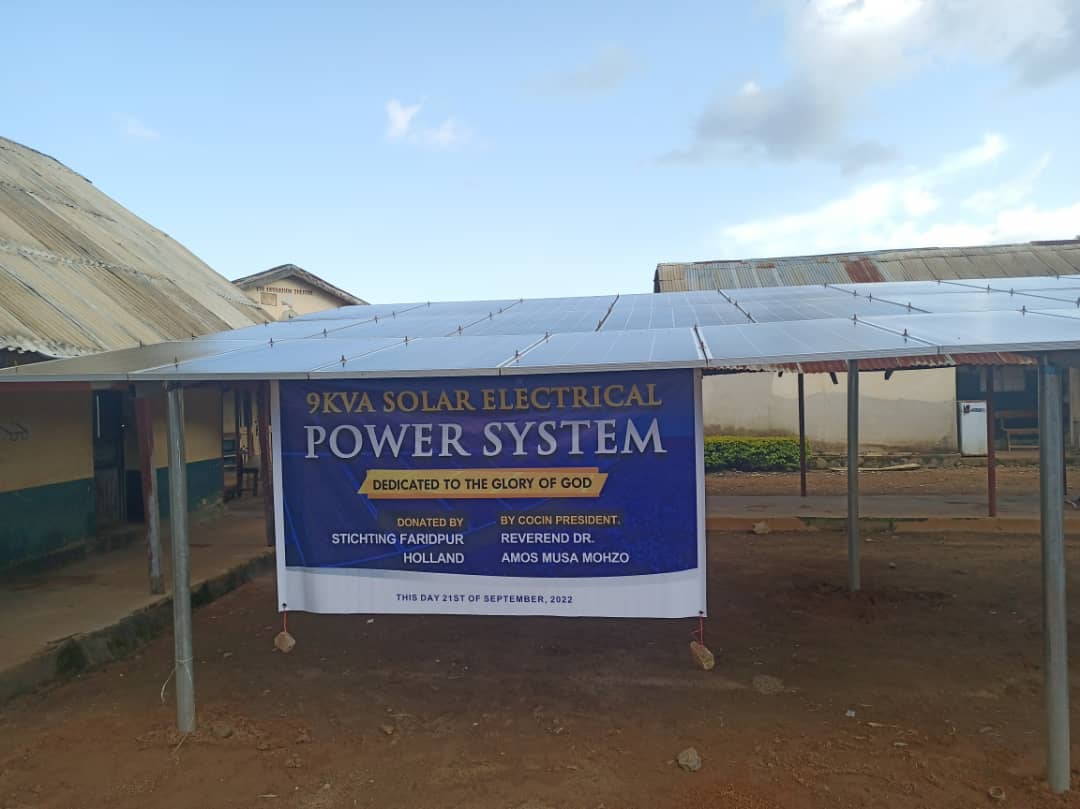 9KVA SOLAR ELECTRICAL
POWER SYSTEM
DEDICATED TO THE GLORY OF GOD
DONATED BY
STICHTING FARIDPUR
HOLLAND
BY COCIN PRESIDENT.
REVEREND DR.
AMOS MUSA MOHZO
THIS DAY 21ST OF SEPTEMBER, 2022